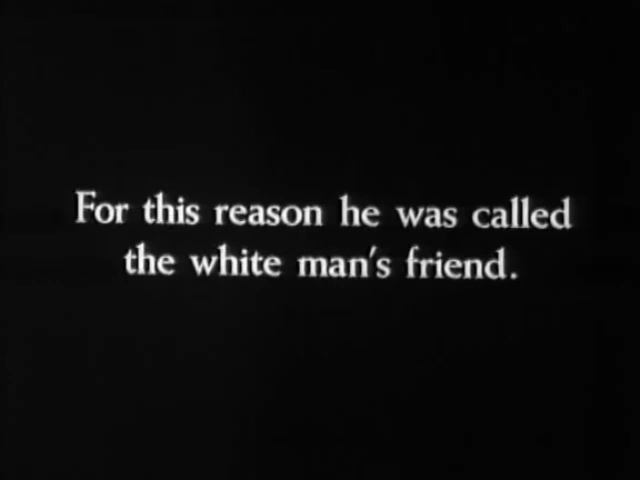 For this reason he was called
the white man's friend.